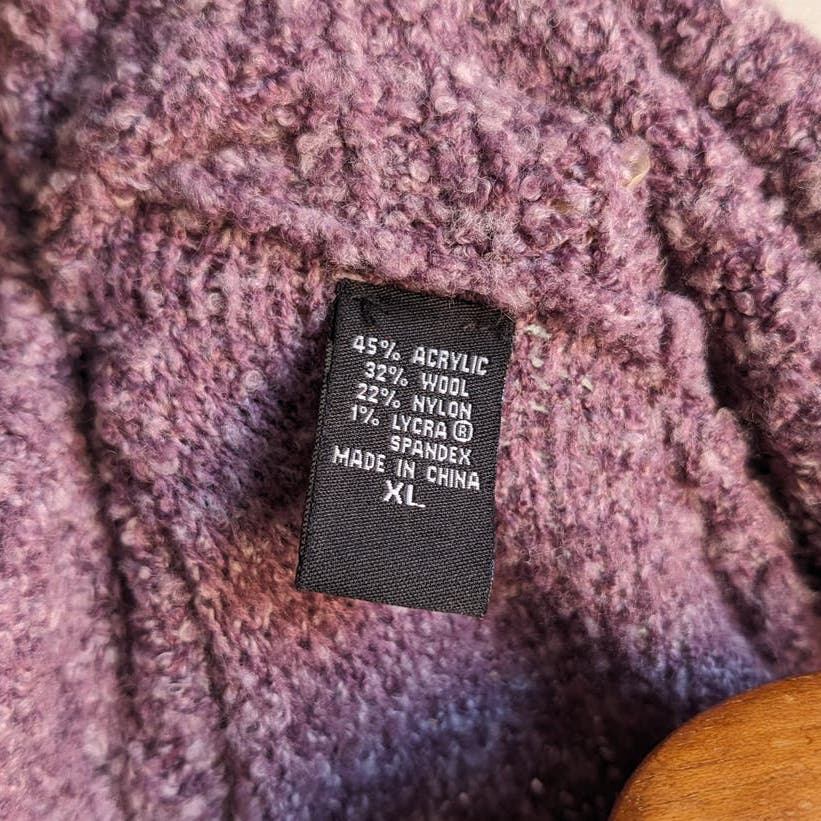 45% ACRYLIC
32% WOOL
22% NYLON
1% LYCRA ®
SPANDEX
MADE IN CHINA
XL